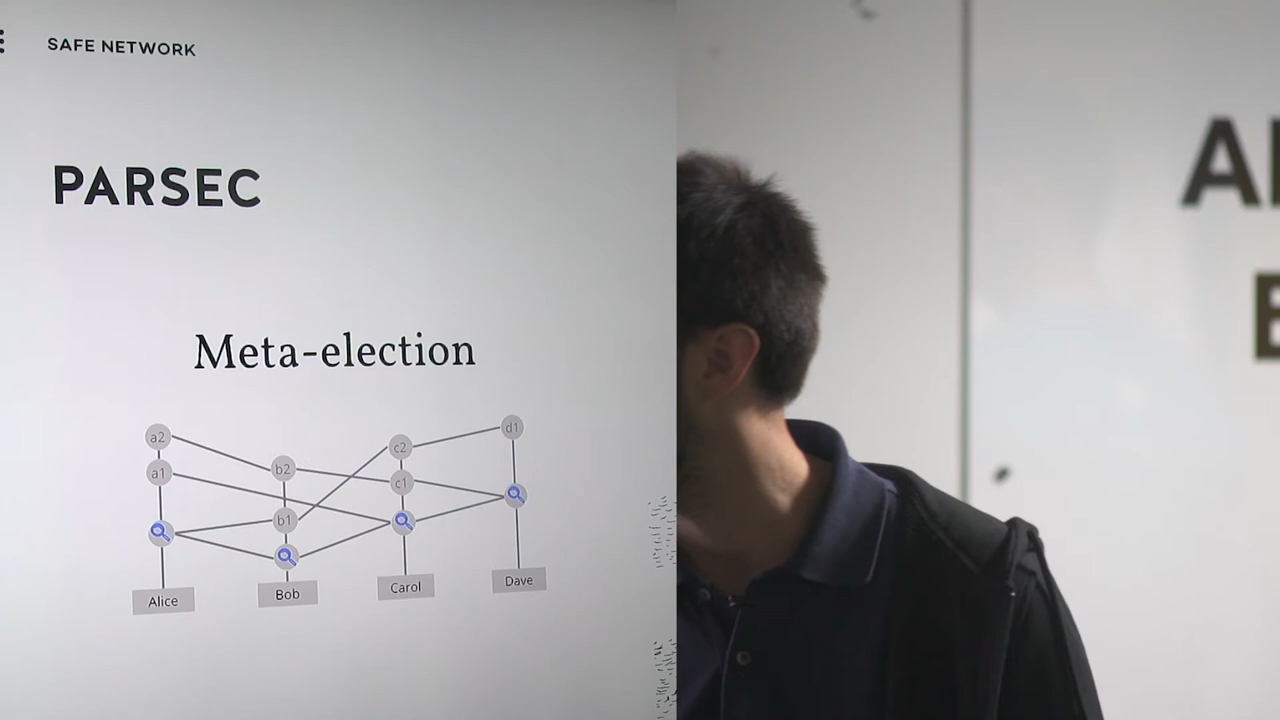 SAFE NETWORK
PARSEC
Meta-election
a2
d1
c2
a1
b2
c1
b1
Alice
Bob
Carol
Dave